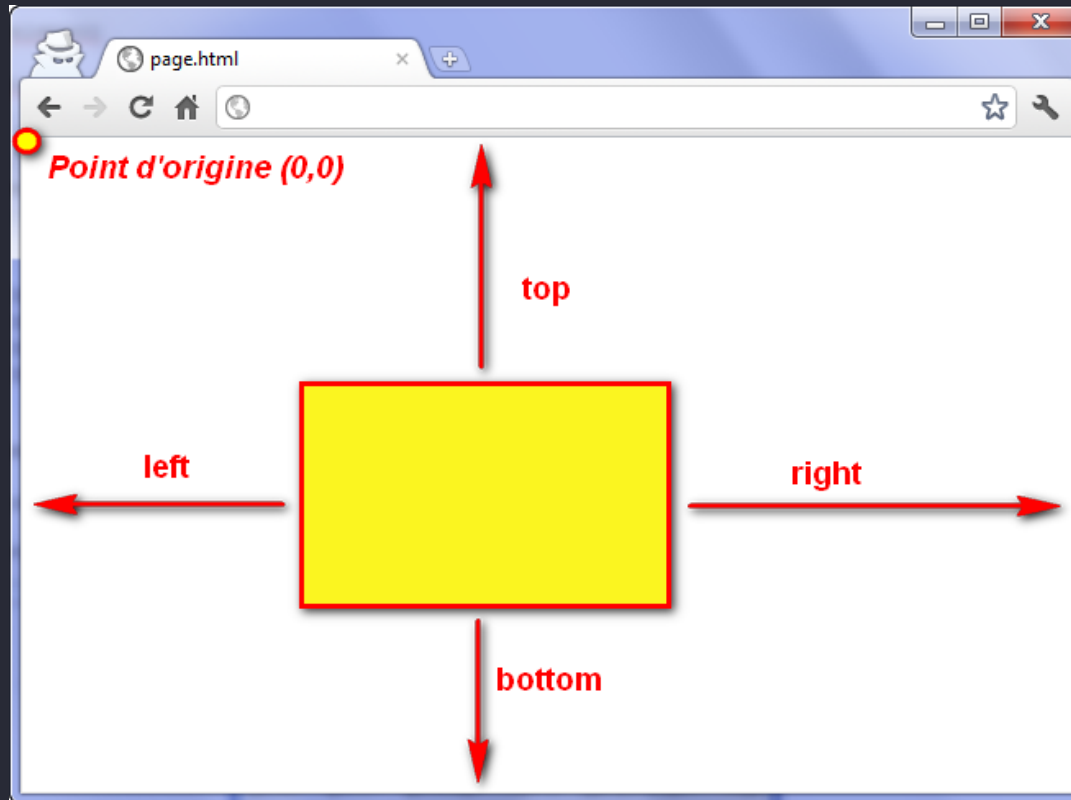 page.html
Point d'origine (0,0)
top
left
right
bottom